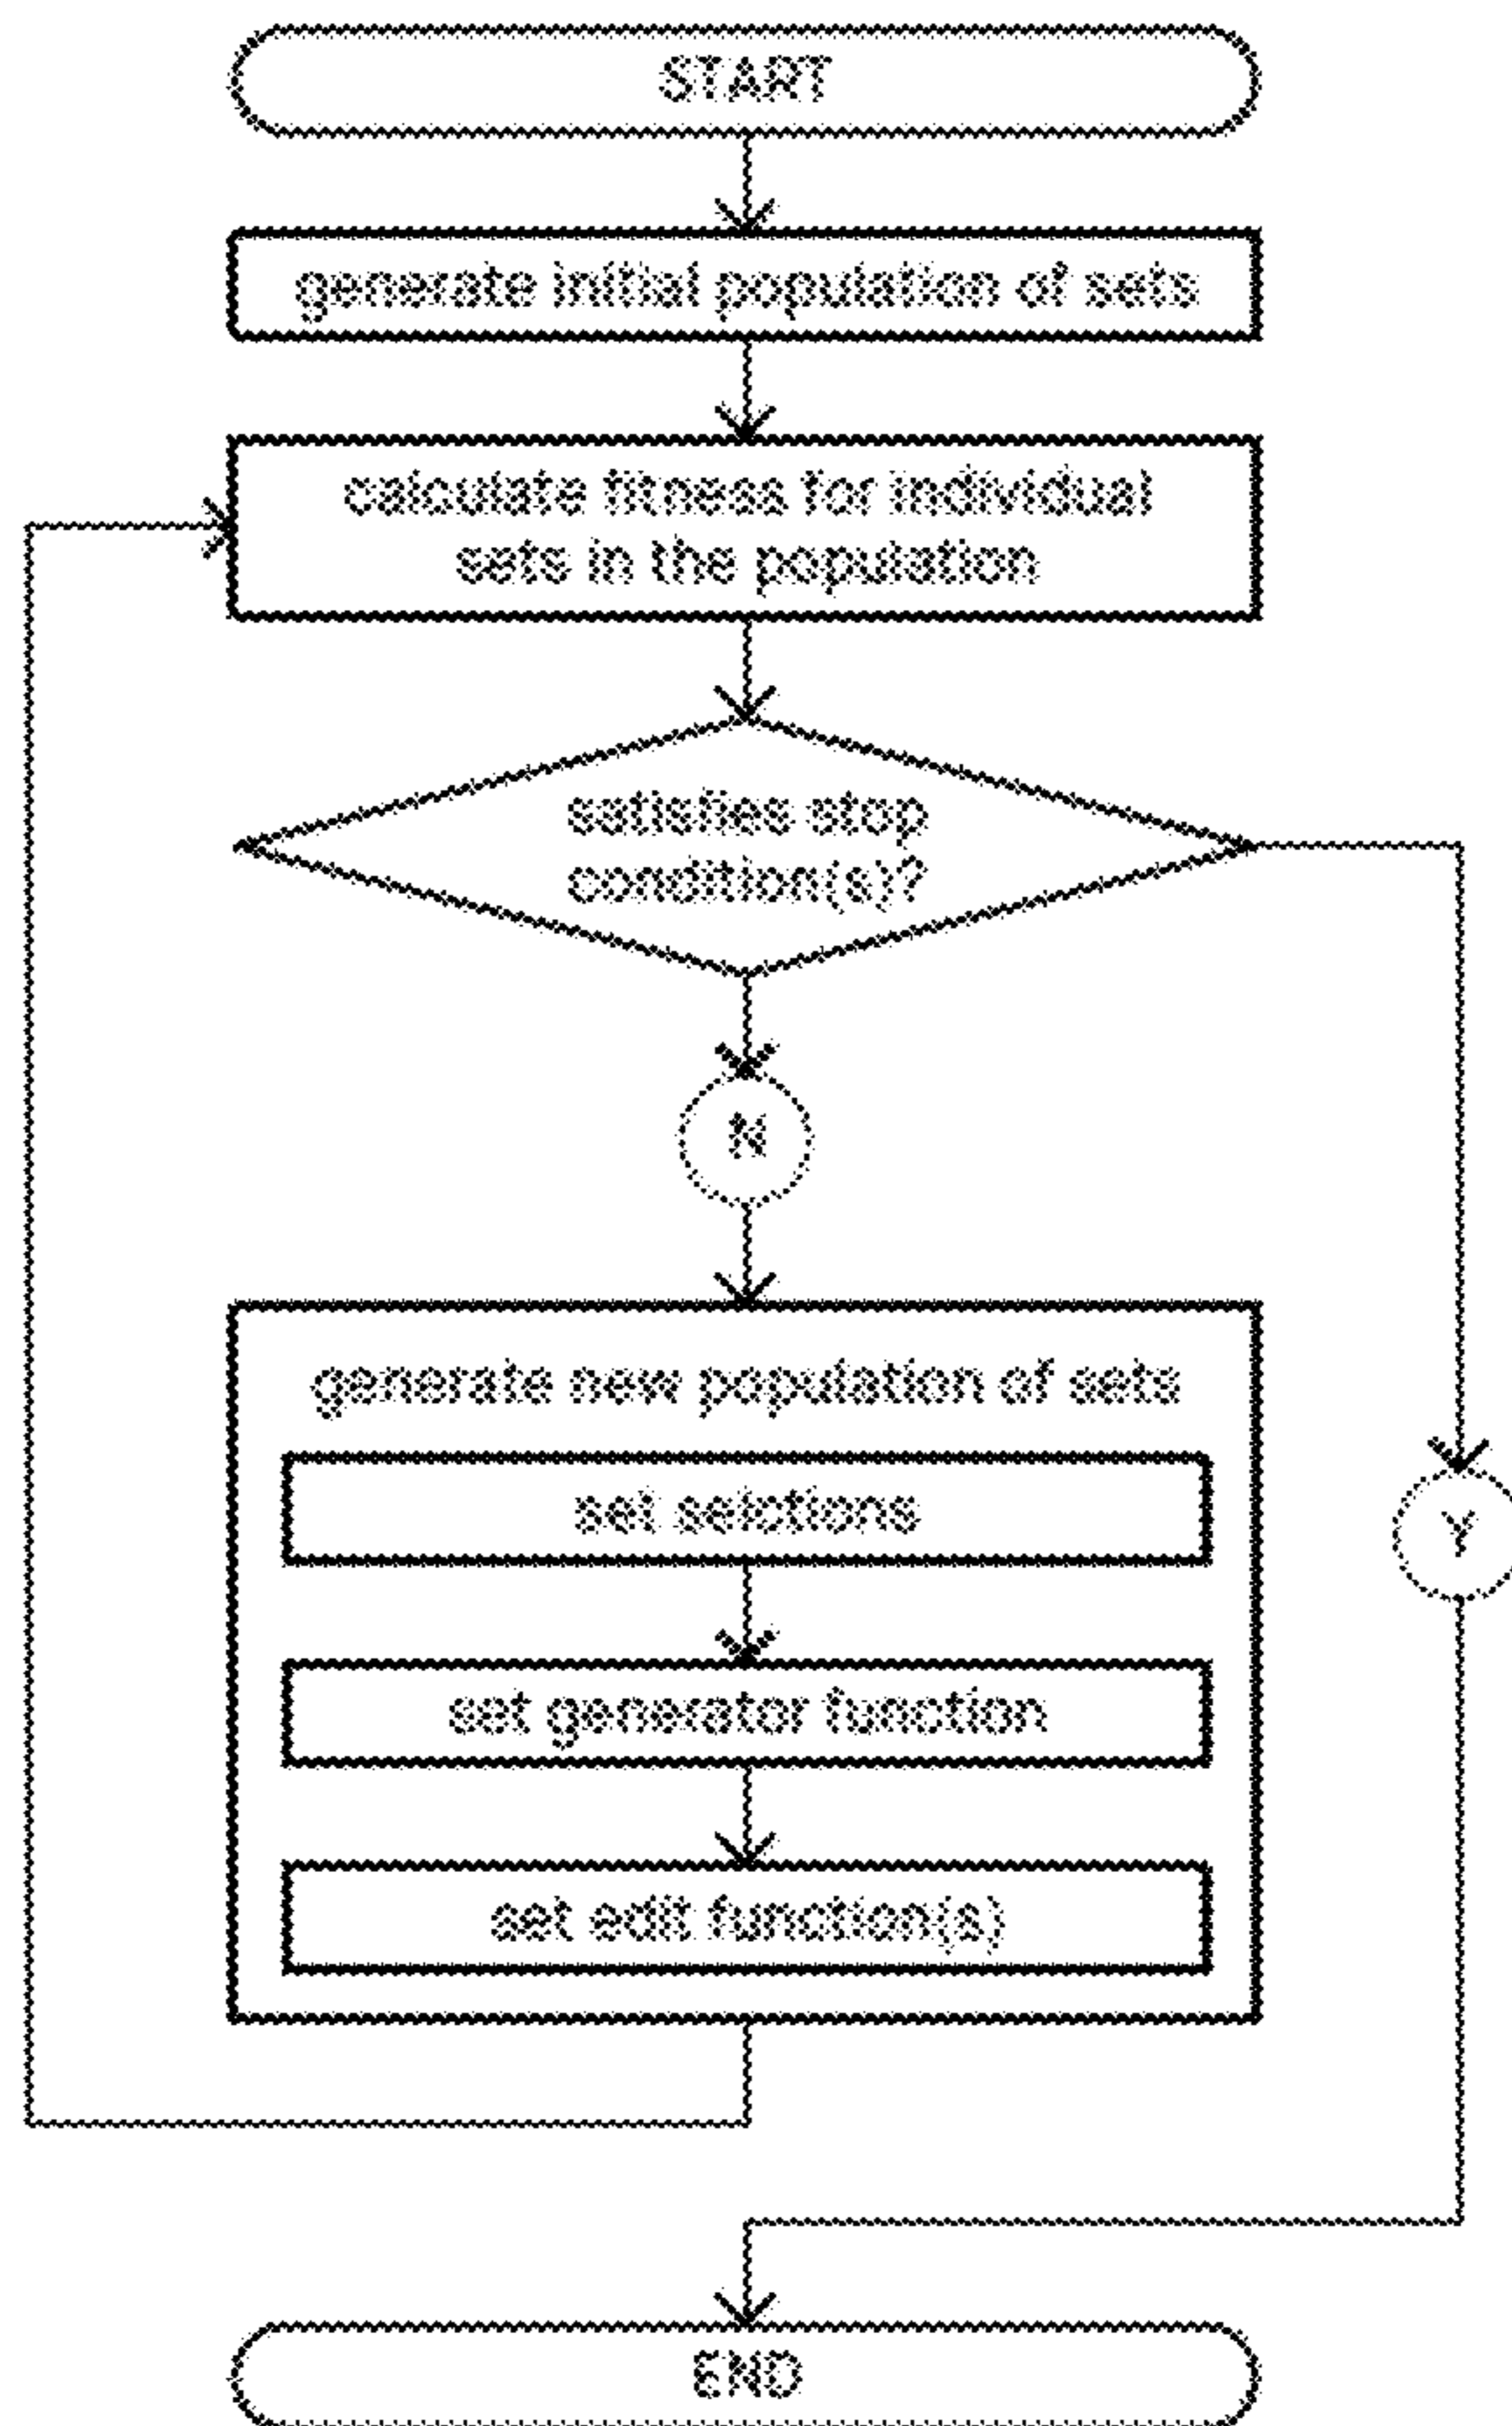 START
generate initial population of sets
calculate fitness for individual
sets in the population
satisfies stop
condition(s)?
N
generate new population of sets
set selctions
Y
set generator function
set edit function(s)
END